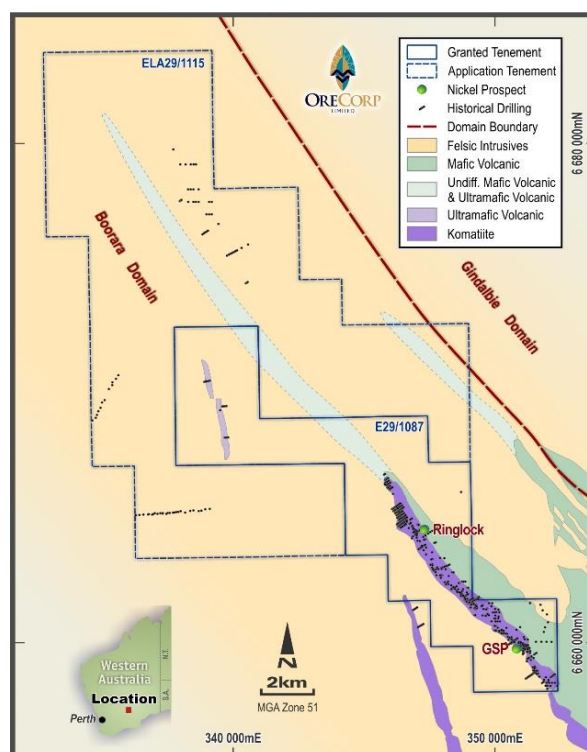 ELA29/1115
ORECORP
LIMITED
Granted Tenement
Application Tenement
Nickel Prospect
Historical Drilling
Domain Boundary
Felsic Intrusives
Mafic Volcanic
Undiff. Mafic Volcanic
& Ultramafic Volcanic
Ultramafic Volcanic
Komatiite
6 680 000mN
Boorara Domain
Gindalbie Domain
E29/1087
Ringlock
GSP
6 660 000mN
Western
Australia
Location
Perth
N.T.
S.A.
N
2km
MGA Zone 51
340 000mE
350 000mE